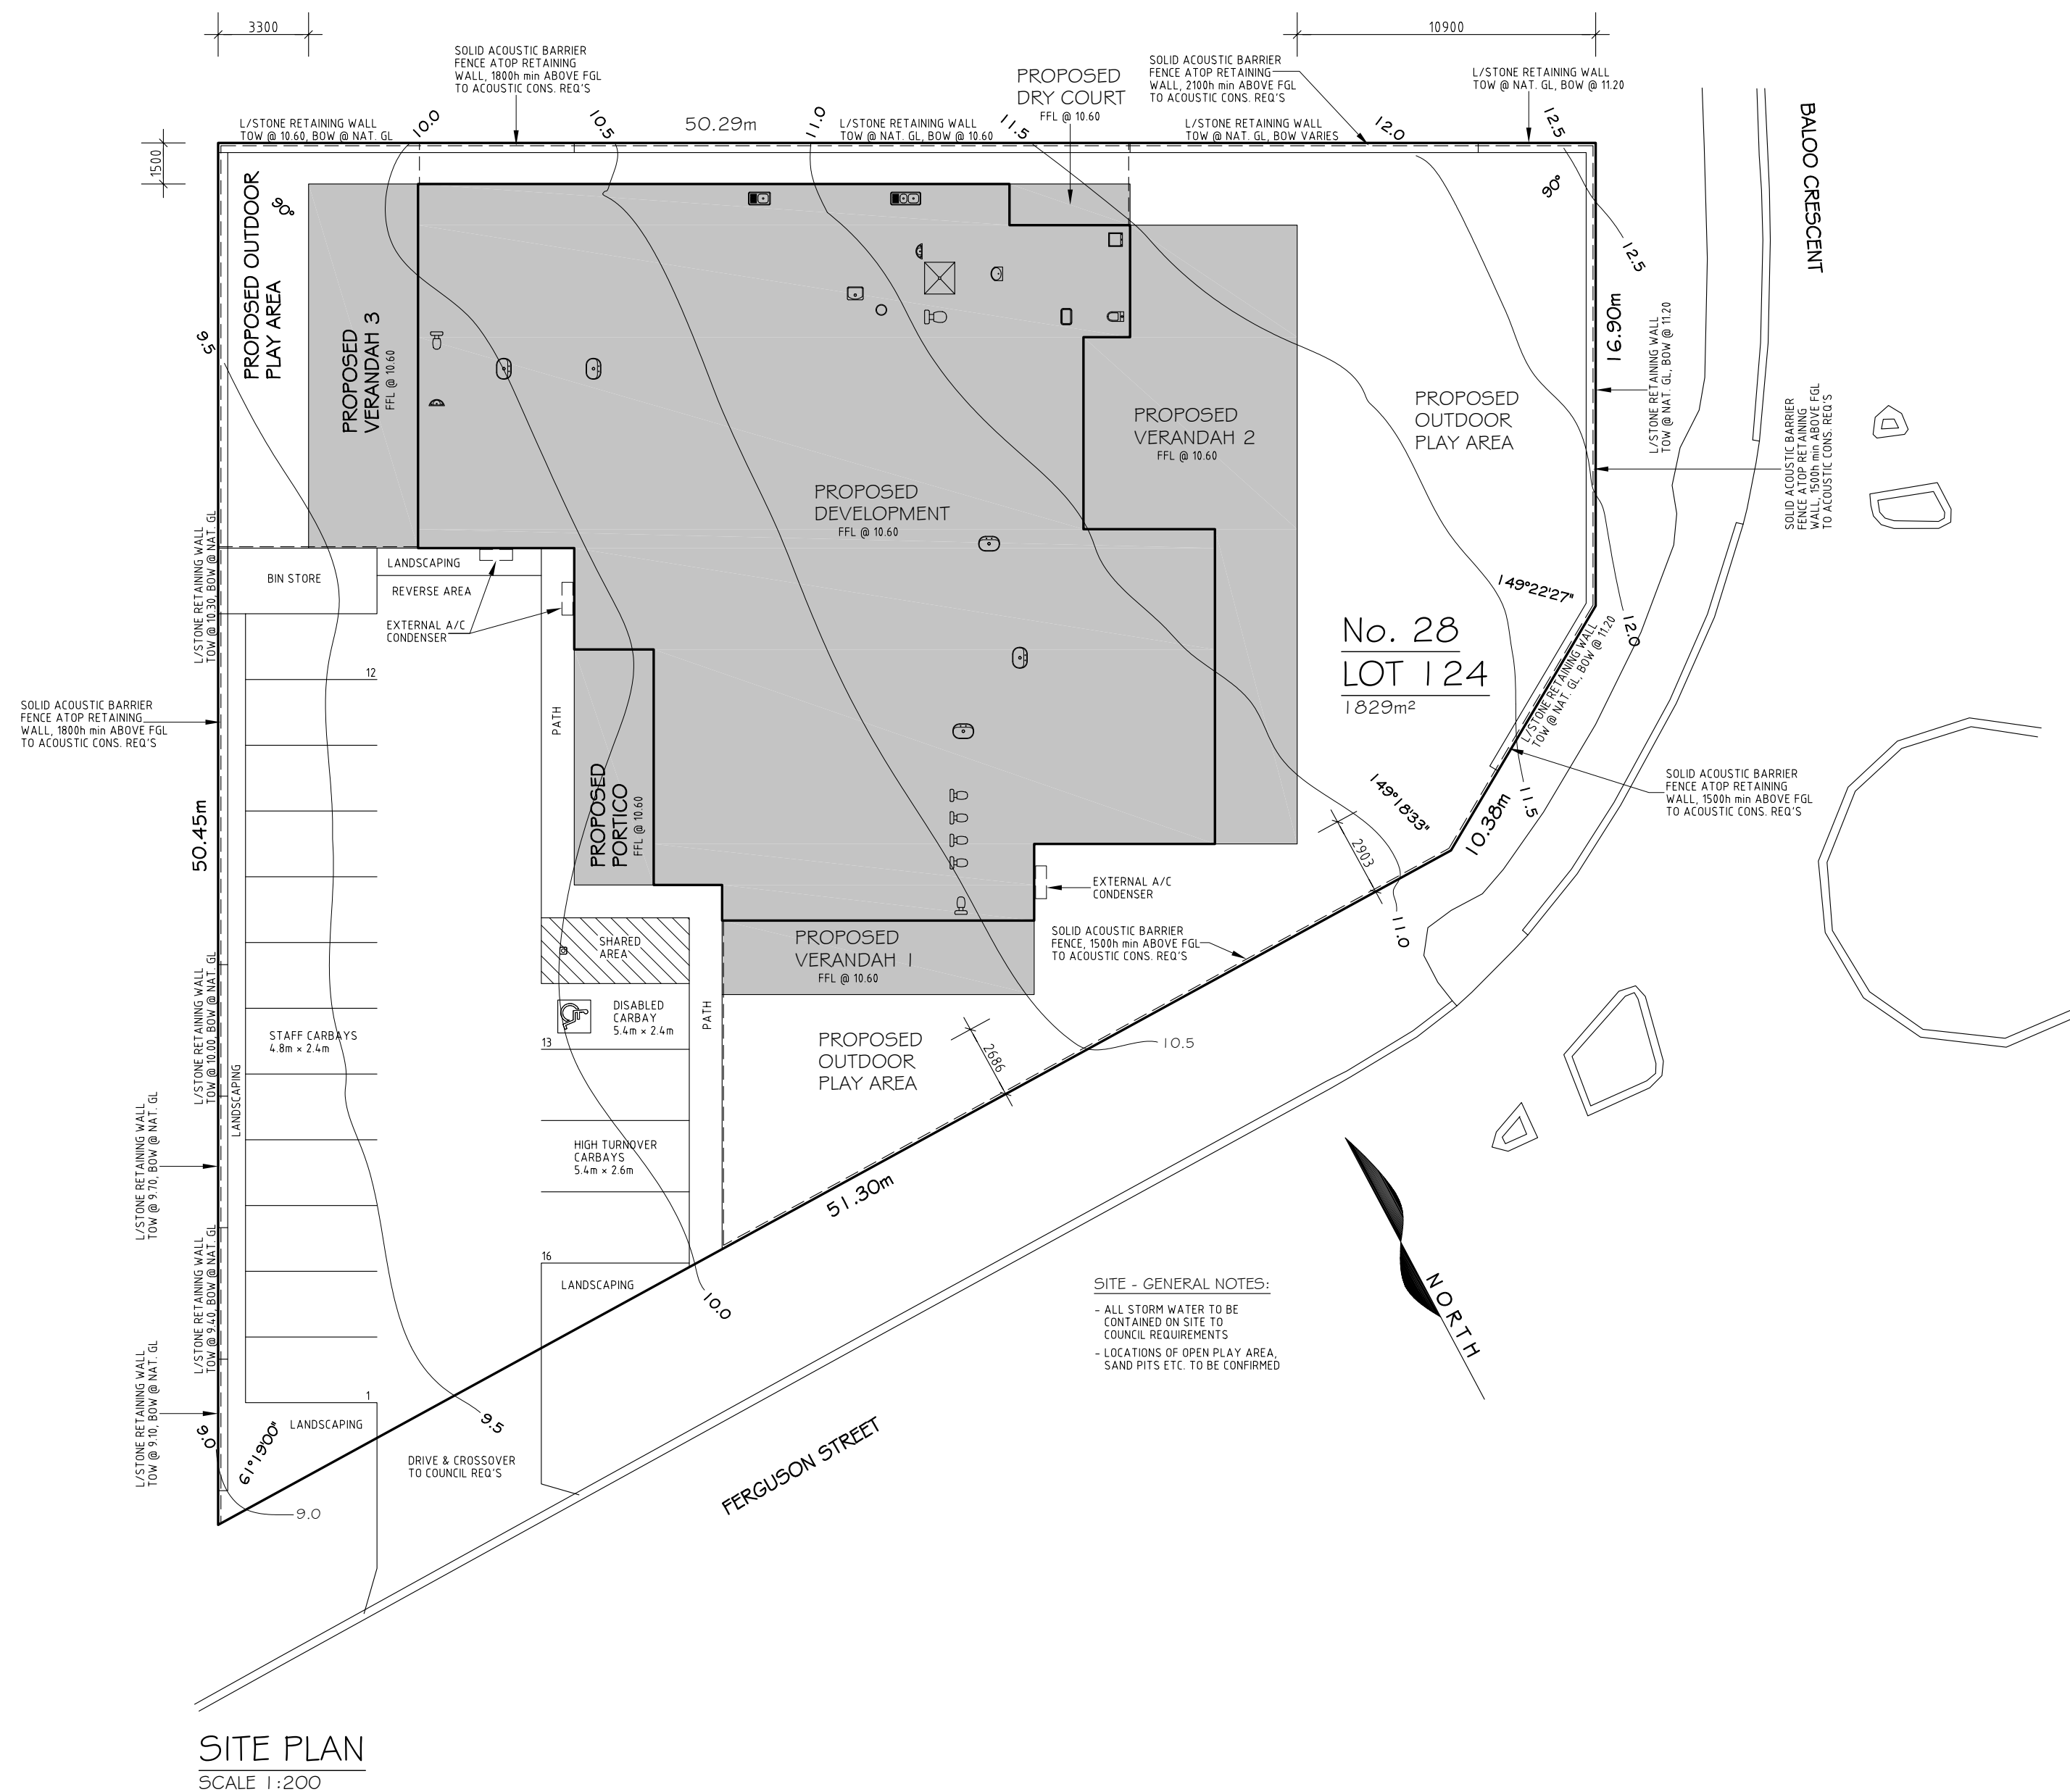 3300
10900
SOLID ACOUSTIC BARRIER
FENCE ATOP RETAINING
WALL, 1800h min ABOVE FGL
TO ACOUSTIC CONS. REQ'S
PROPOSED
DRY COURT
FFL @ 10.60
SOLID ACOUSTIC BARRIER
FENCE ATOP RETAINING
WALL, 2100h min ABOVE FGL
TO ACOUSTIC CONS. REQ'S
L/STONE RETAINING WALL
TOW @ NAT. GL, BOW @ 11.20
L/STONE RETAINING WALL
TOW @ 10.60, BOW @ NAT. GL
10.0
10.5
50.29m
11.0
L/STONE RETAINING WALL
TOW @ NAT. GL, BOW @ 10.60
11.5
L/STONE RETAINING WALL
TOW @ NAT. GL, BOW VARIES
12.0
12.5
BALOO CRESCENT
1500
PROPOSED OUTDOOR
PLAY AREA
90°
90°
12.5
9.5
PROPOSED
VERANDAH 3
FFL @ 10.60
16.90m
L/STONE RETAINING WALL
TOW @ NAT. GL, BOW @ 11.20
PROPOSED
VERANDAH 2
FFL @ 10.60
PROPOSED
OUTDOOR
PLAY AREA
SOLID ACOUSTIC BARRIER
FENCE ATOP RETAINING
WALL, 1500h min ABOVE FGL
TO ACOUSTIC CONS. REQ'S
PROPOSED
DEVELOPMENT
FFL @ 10.60
L/STONE RETAINING WALL
TOW @ 10.30, BOW @ NAT. GL
BIN STORE
LANDSCAPING
REVERSE AREA
EXTERNAL A/C
CONDENSER
149°22'27"
12.0
No. 28
LOT 124
1829m²
L/STONE RETAINING WALL
TOW @ NAT. GL, BOW @ 11.20
12
SOLID ACOUSTIC BARRIER
FENCE ATOP RETAINING
WALL, 1800h min ABOVE FGL
TO ACOUSTIC CONS. REQ'S
PATH
PROPOSED
PORTICO
FFL @ 10.60
149°18'33"
10.38m
11.5
SOLID ACOUSTIC BARRIER
FENCE ATOP RETAINING
WALL, 1500h min ABOVE FGL
TO ACOUSTIC CONS. REQ'S
50.45m
2903
EXTERNAL A/C
CONDENSER
11.0
SOLID ACOUSTIC BARRIER
FENCE, 1500h min ABOVE FGL
TO ACOUSTIC CONS. REQ'S
SHARED
AREA
PROPOSED
VERANDAH 1
FFL @ 10.60
L/STONE RETAINING WALL
TOW @ 10.00, BOW @ NAT. GL
DISABLED
CARBAY
5.4m × 2.4m
PATH
STAFF CARBAYS
4.8m × 2.4m
13
PROPOSED
OUTDOOR
PLAY AREA
2686
10.5
LANDSCAPING
L/STONE RETAINING WALL
TOW @ 9.70, BOW @ NAT. GL
HIGH TURNOVER
CARBAYS
5.4m × 2.6m
51.30m
L/STONE RETAINING WALL
TOW @ 9.40, BOW @ NAT. GL
16
LANDSCAPING
10.0
SITE - GENERAL NOTES:
- ALL STORM WATER TO BE
CONTAINED ON SITE TO
COUNCIL REQUIREMENTS
- LOCATIONS OF OPEN PLAY AREA,
SAND PITS ETC. TO BE CONFIRMED
NORTH
L/STONE RETAINING WALL
TOW @ 9.10, BOW @ NAT. GL
1
LANDSCAPING
9.5
9.0
61°19'00"
DRIVE & CROSSOVER
TO COUNCIL REQ'S
FERGUSON STREET
9.0
SITE PLAN
SCALE 1:200